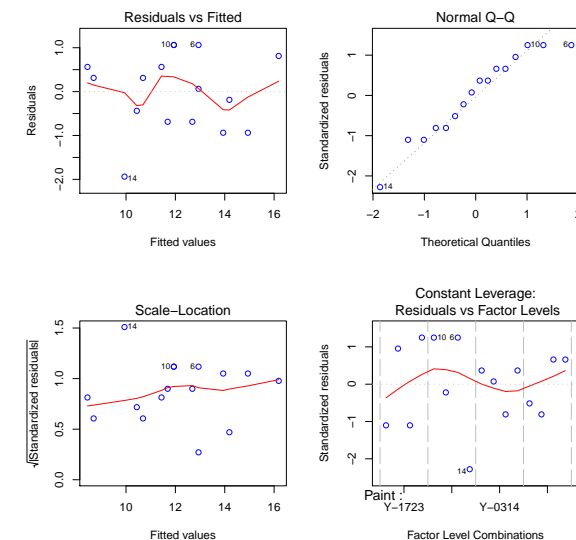 Residuals vs Fitted
Residuals
1.0
0.0
−1.0
−2.0
10
6
14
10 12 14 16
Fitted values
Normal Q−Q
Standardized residuals
1
0
−1
−2
10
6
14
−2 −1 0 1 2
Theoretical Quantiles
Scale−Location
√|Standardized residuals|
1.5
1.0
0.5
0.0
14
10
6
10 12 14 16
Fitted values
Constant Leverage:
Residuals vs Factor Levels
Standardized residuals
1
0
−1
−2
10
6
14
Paint :
Y−1723 Y−0314
Factor Level Combinations